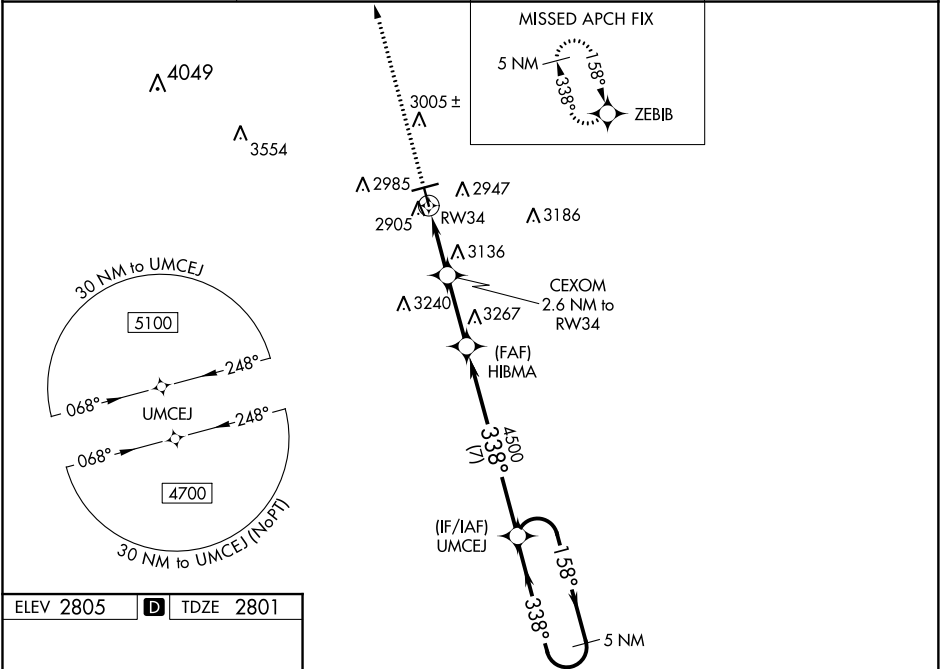 MISSED APCH FIX
5 NM
158°
338°
ZEBIB
4049
3554
3005 ±
2985
2947
2905
RW34
3186
3136
CEXOM
2.6 NM to
RW34
3240
3267
(FAF)
HIBMA
30 NM to UMCEJ
5100
248°
068°
UMCEJ
248°
068°
4700
30 NM to UMCEJ (NoPT)
4500
338°
(7)
(IF/IAF)
UMCEJ
158°
338°
5 NM
ELEV 2805 D TDZE 2801